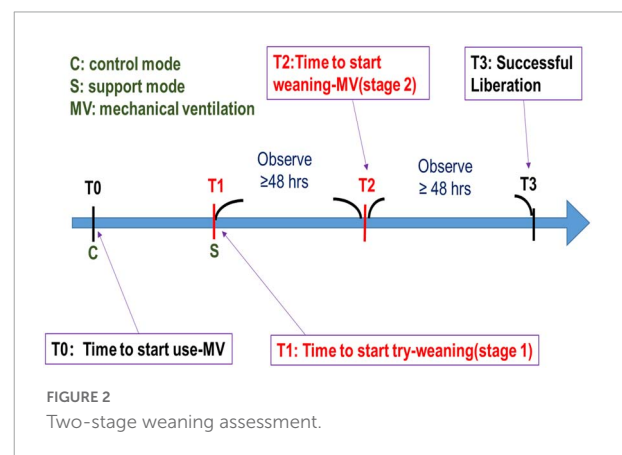 C: control mode
S: support mode
MV: mechanical ventilation
T2:Time to start
weaning-MV(stage 2)
T3: Successful
Liberation
Observe
≥48 hrs
Observe
≥ 48 hrs
T0
T1
T2
T3
C
S
T0: Time to start use-MV
T1: Time to start try-weaning(stage 1)
FIGURE 2
Two-stage weaning assessment.